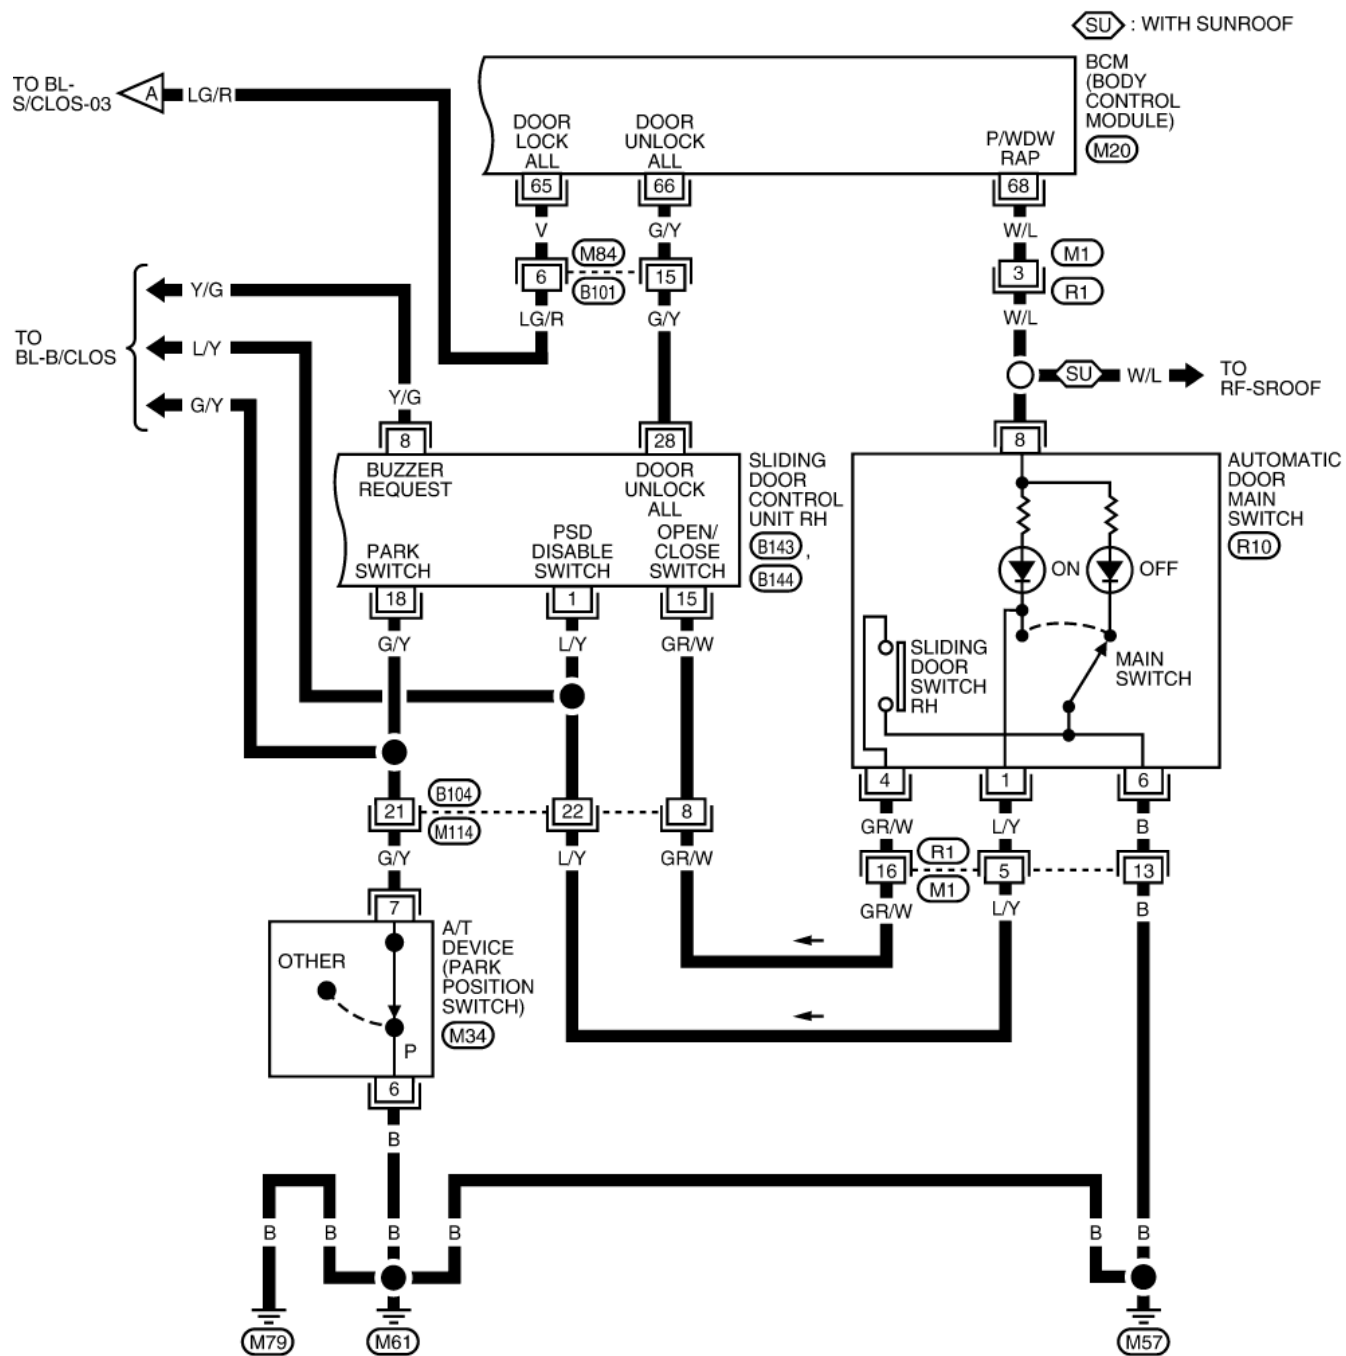 SU : WITH SUNROOF
TO BL-
S/CLOS-03
A
LG/R
BCM
(BODY
CONTROL
MODULE)
M20
DOOR
LOCK
ALL
DOOR
UNLOCK
ALL
P/WDW
RAP
65
66
68
V
G/Y
W/L
6
M84
B101
15
3
M1
R1
LG/R
G/Y
W/L
TO
BL-B/CLOS
Y/G
L/Y
G/Y
SU
W/L
TO
RF-SROOF
Y/G
8
28
8
BUZZER
REQUEST
DOOR
UNLOCK
ALL
PARK
SWITCH
PSD
DISABLE
SWITCH
OPEN/
CLOSE
SWITCH
SLIDING
DOOR
CONTROL
UNIT RH
B143 ,
B144
AUTOMATIC
DOOR
MAIN
SWITCH
R10
ON
OFF
SLIDING
DOOR
SWITCH
RH
MAIN
SWITCH
18
1
15
G/Y
L/Y
GR/W
4
1
6
GR/W
L/Y
B
21
B104
M114
22
8
G/Y
L/Y
GR/W
16
R1
M1
5
13
GR/W
L/Y
B
7
OTHER
P
A/T
DEVICE
(PARK
POSITION
SWITCH)
M34
6
B
B
B
B
B
B
B
M79
M61
M57